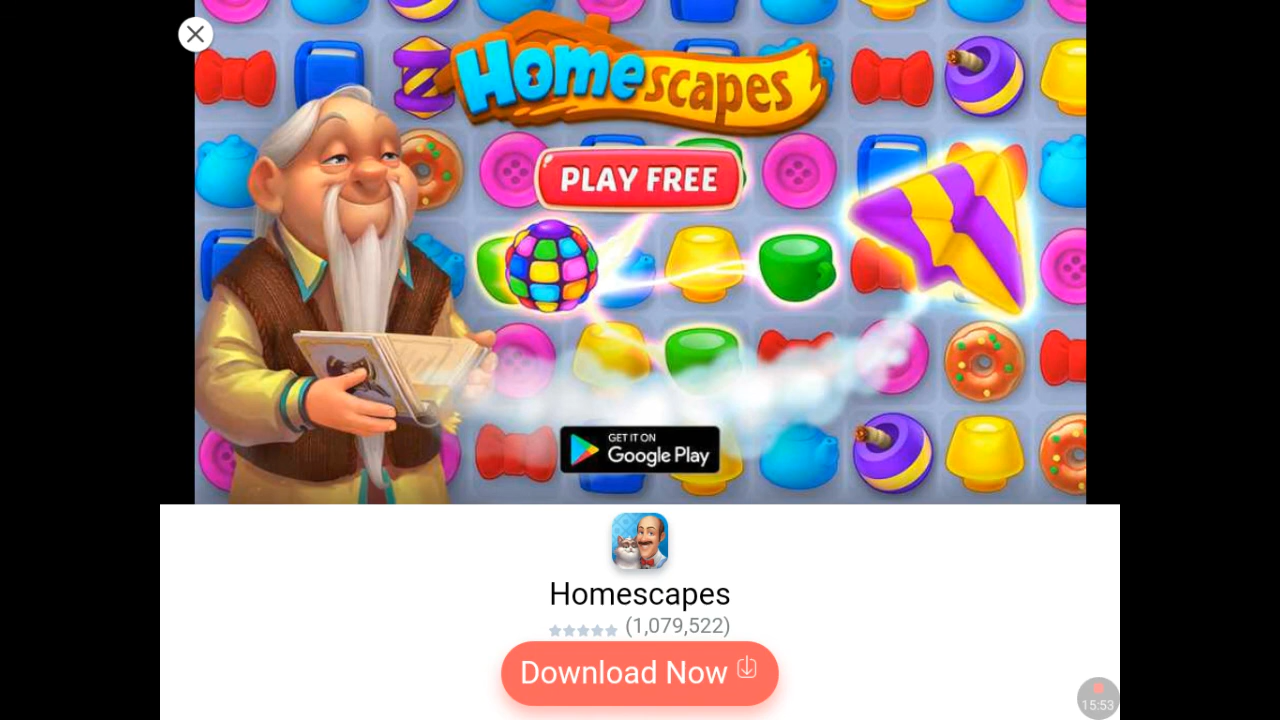 Homescapes
PLAY FREE
GET IT ON
Google Play
Homescapes
(1,079,522)
Download Now
15:53